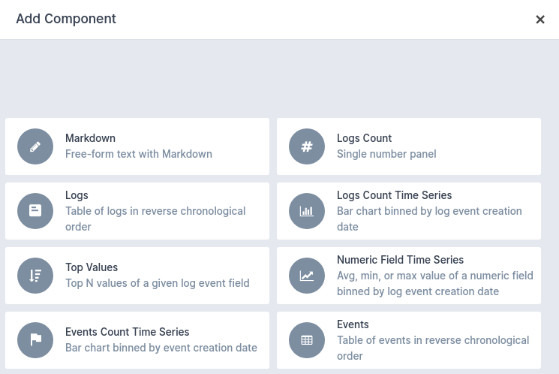 Add Component
Markdown
Free-form text with Markdown
Logs Count
Single number panel
Logs
Table of logs in reverse chronological
order
Logs Count Time Series
Bar chart binned by log event creation
date
Top Values
Top N values of a given log event field
Numeric Field Time Series
Avg, min, or max value of a numeric field
binned by log event creation date
Events Count Time Series
Bar chart binned by event creation date
Events
Table of events in reverse chronological
order